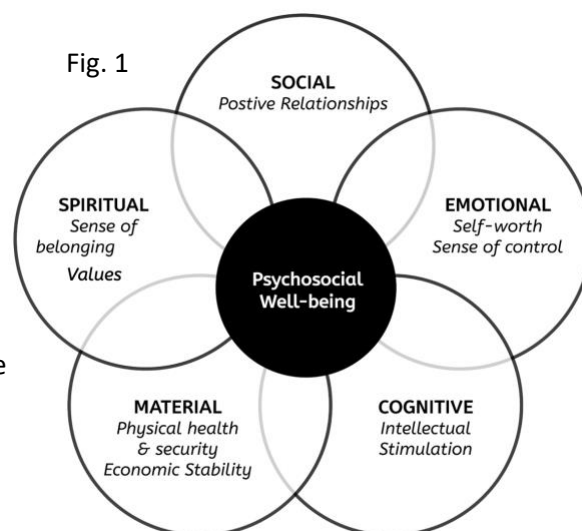 Fig. 1
SOCIAL
Postive Relationships
SPIRITUAL
Sense of
belonging
Values
EMOTIONAL
Self-worth
Sense of control
Psychosocial
Well-being
e
MATERIAL
Physical health
& security
Economic Stability
COGNITIVE
Intellectual
Stimulation